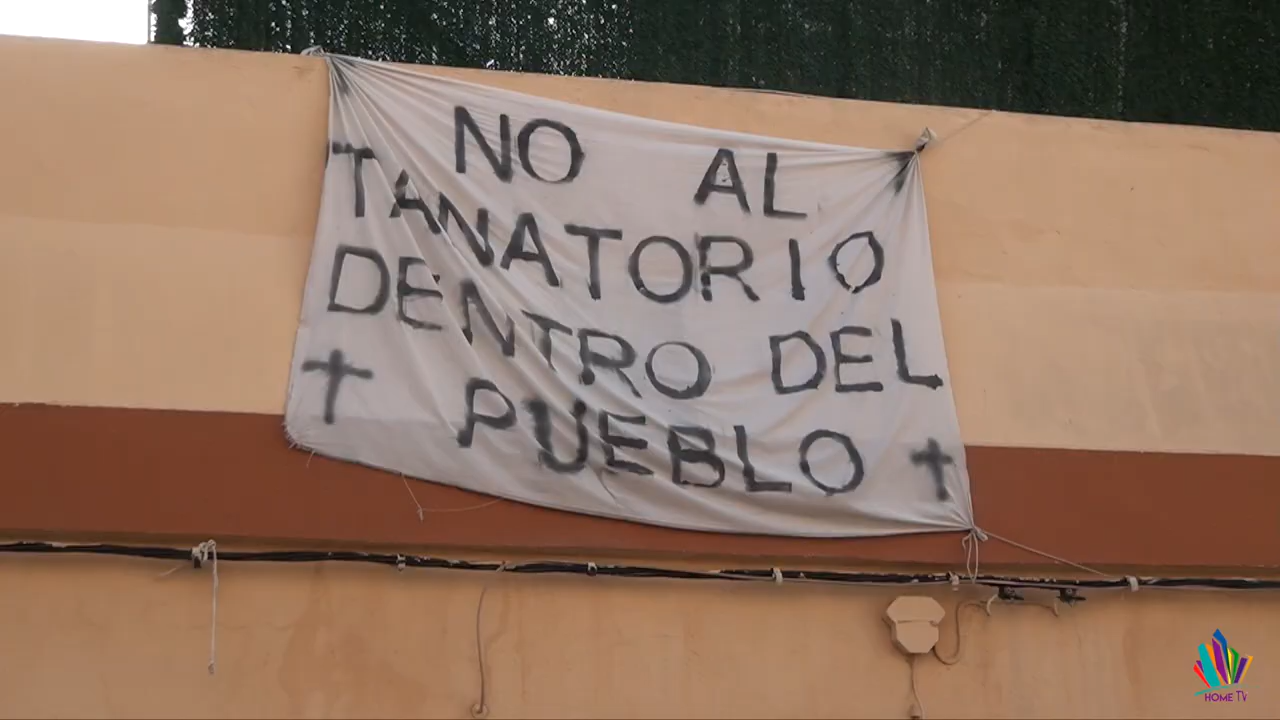 NO AL
TANATORIO
DENTRO DEL
PUEBLO
HOME TV